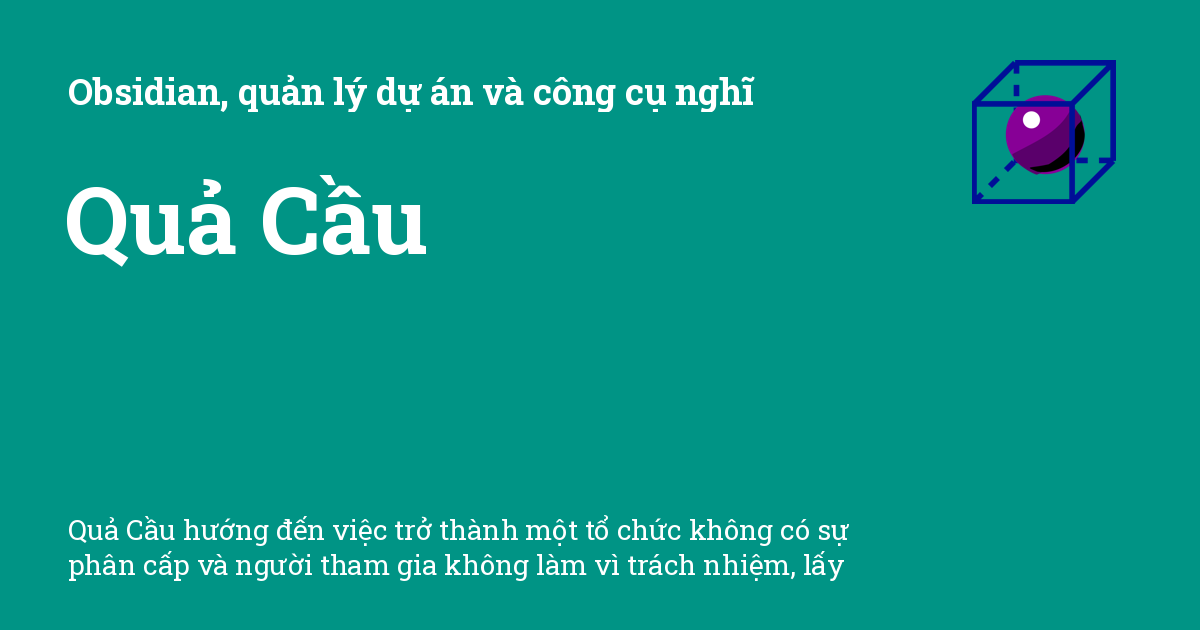 Obsidian, quản lý dự án và công cụ nghĩ
Quả Cầu
Quả Cầu hướng đến việc trở thành một tổ chức không có sự
phân cấp và người tham gia không làm vì trách nhiệm, lấy